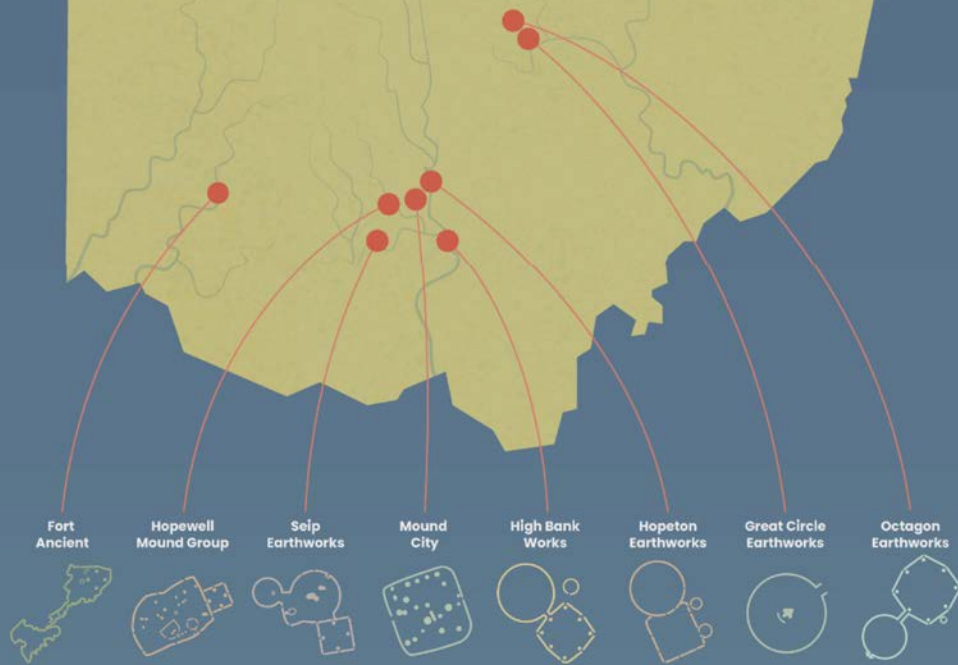 Fort
Ancient
Hopewell
Mound Group
Seip
Earthworks
Mound
City
High Bank
Works
Hopeton
Earthworks
Great Circle
Earthworks
Octagon
Earthworks